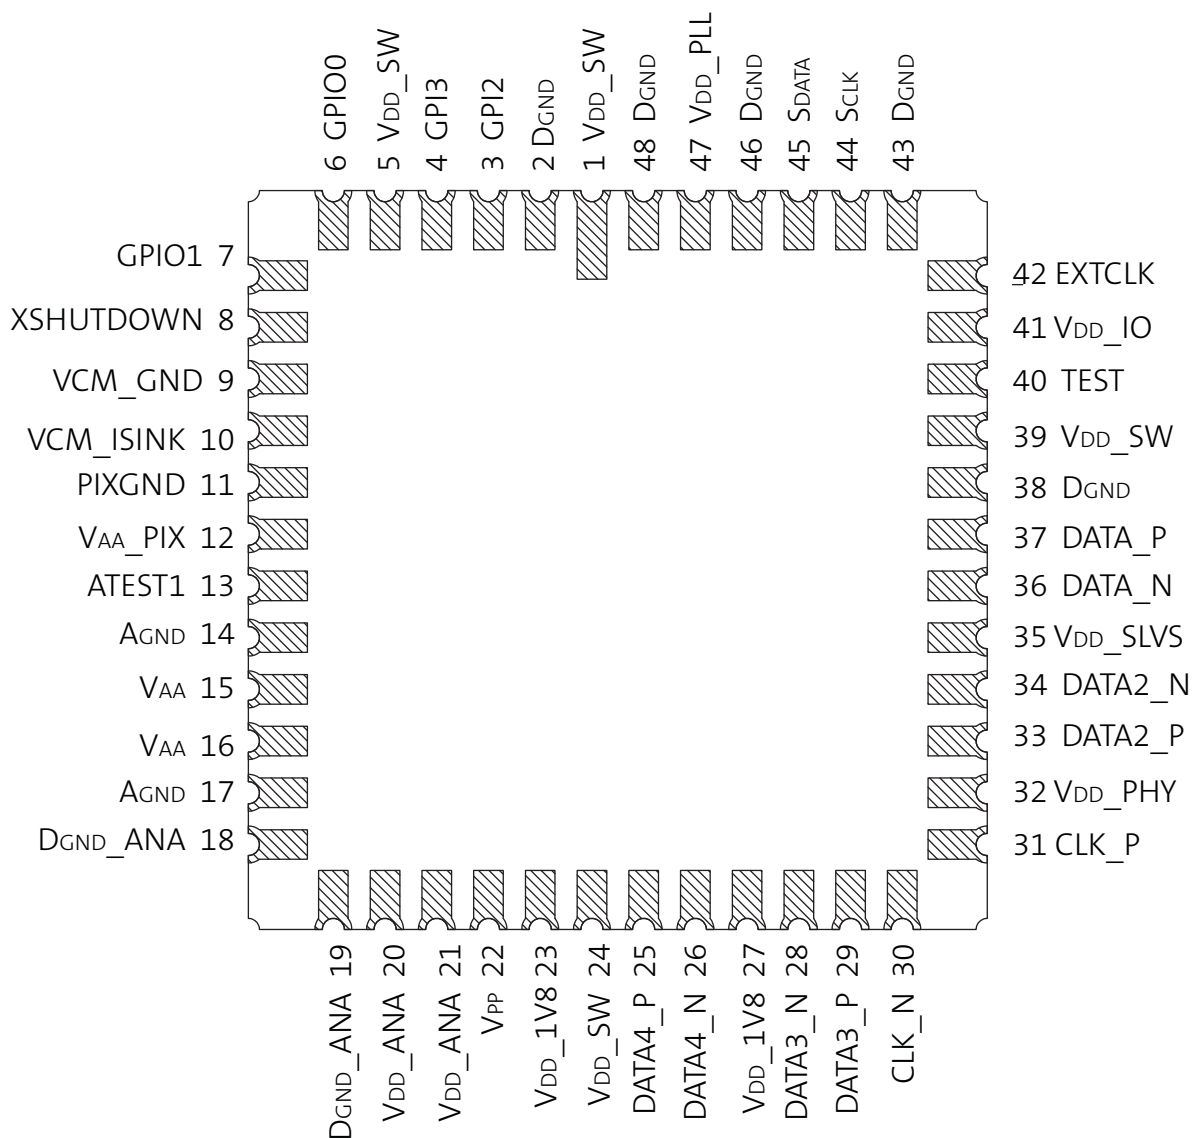 6 GPIO0
5 VDD_SW
4 GPI3
3 GPI2
2 DGND
1 VDD_SW
48 DGND
47 VDD_PLL
46 DGND
45 SDATA
44 SCLK
43 DGND
GPIO1 7
XSHUTDOWN 8
VCM_GND 9
VCM_ISINK 10
PIXGND 11
VAA_PIX 12
ATEST1 13
AGND 14
VAA 15
VAA 16
AGND 17
DGND_ANA 18
42 EXTCLK
41 VDD_IO
40 TEST
39 VDD_SW
38 DGND
37 DATA_P
36 DATA_N
35 VDD_SLVS
34 DATA2_N
33 DATA2_P
32 VDD_PHY
31 CLK_P
DGND_ANA 19
VDD_ANA 20
VDD_ANA 21
VPP 22
VDD_1V8 23
VDD_SW 24
DATA4_P 25
DATA4_N 26
VDD_1V8 27
DATA3_N 28
DATA3_P 29
CLK_N 30